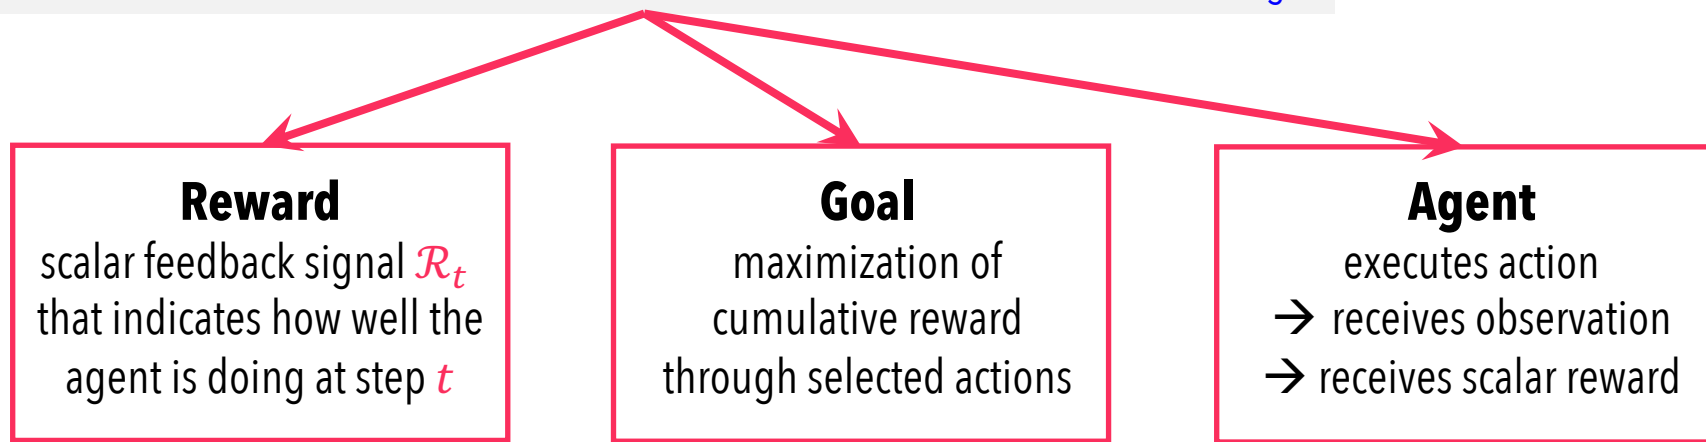 Reward
scalar feedback signal ℛₜ
that indicates how well the
agent is doing at step t
Goal
maximization of
cumulative reward
through selected actions
Agent
executes action
→ receives observation
→ receives scalar reward